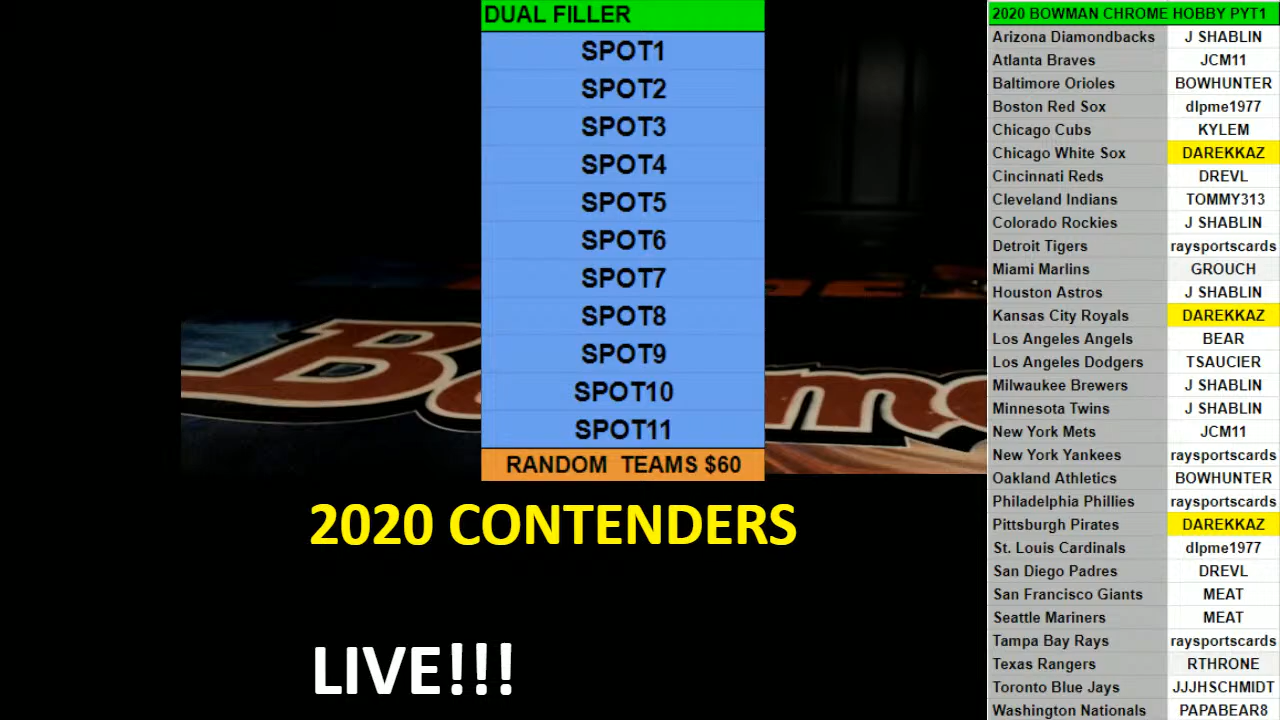 DUAL FILLER
SPOT1
SPOT2
SPOT3
SPOT4
SPOT5
SPOT6
SPOT7
SPOT8
SPOT9
SPOT10
SPOT11
RANDOM TEAMS $60
2020 CONTENDERS
LIVE!!!
2020 BOWMAN CHROME HOBBY PYT1
Arizona Diamondbacks J SHABLIN
Atlanta Braves JCM11
Baltimore Orioles BOWHUNTER
Boston Red Sox dlpme1977
Chicago Cubs KYLEM
Chicago White Sox DAREKKAZ
Cincinnati Reds DREVL
Cleveland Indians TOMMY313
Colorado Rockies J SHABLIN
Detroit Tigers raysportscards
Miami Marlins GROUCH
Houston Astros J SHABLIN
Kansas City Royals DAREKKAZ
Los Angeles Angels BEAR
Los Angeles Dodgers TSAUCIER
Milwaukee Brewers J SHABLIN
Minnesota Twins J SHABLIN
New York Mets JCM11
New York Yankees raysportscards
Oakland Athletics BOWHUNTER
Philadelphia Phillies raysportscards
Pittsburgh Pirates DAREKKAZ
St. Louis Cardinals dlpme1977
San Diego Padres DREVL
San Francisco Giants MEAT
Seattle Mariners MEAT
Tampa Bay Rays raysportscards
Texas Rangers RTHRONE
Toronto Blue Jays JJJHSCHMIDT
Washington Nationals PAPABEAR8